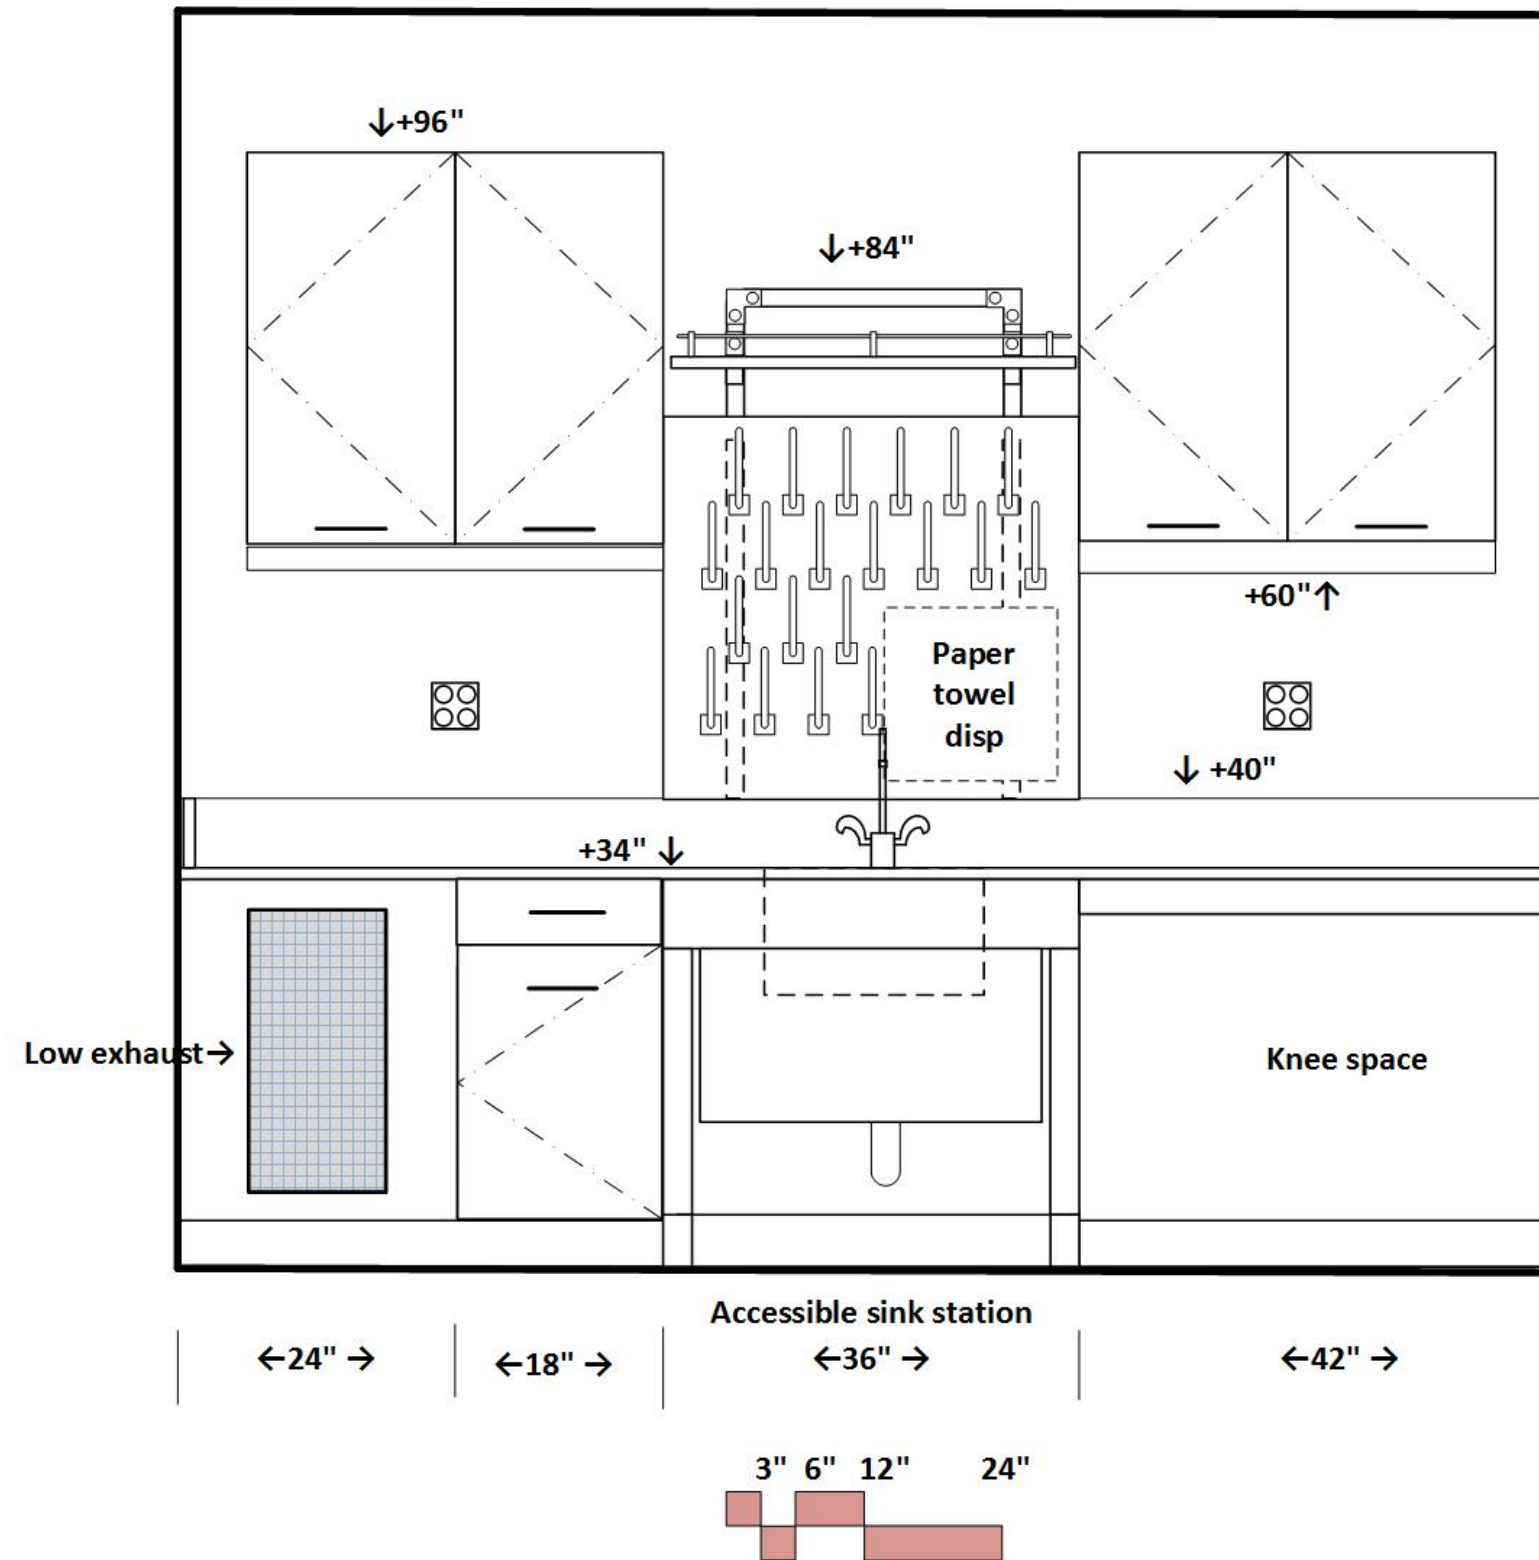 ↓+96"
↓+84"
+60"↑
Paper
towel
disp
↓ +40"
+34" ↓
Low exhaust→
Knee space
Accessible sink station
←24" →
←18" →
←36" →
←42" →
3" 6" 12" 24"